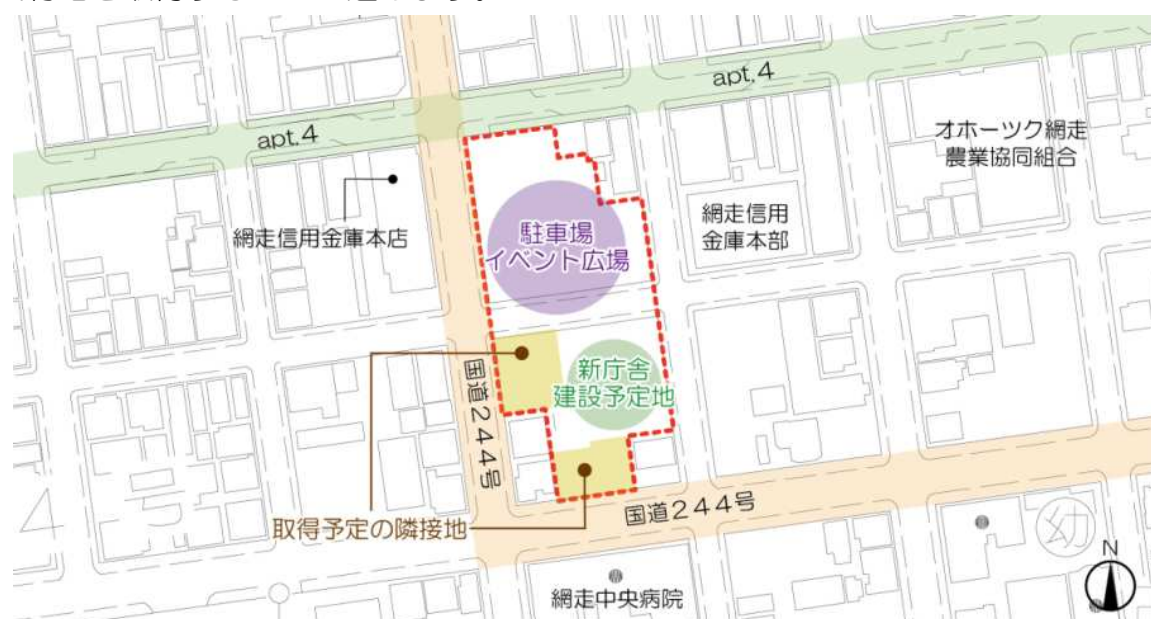 apt.4
apt.4
オホーツク網走
農業協同組合
網走信用
金庫本部
網走信用金庫本店
駐車場
イベント広場
新庁舎
建設予定地
国道244号
取得予定の隣接地
国道244号
幼
N
網走中央病院